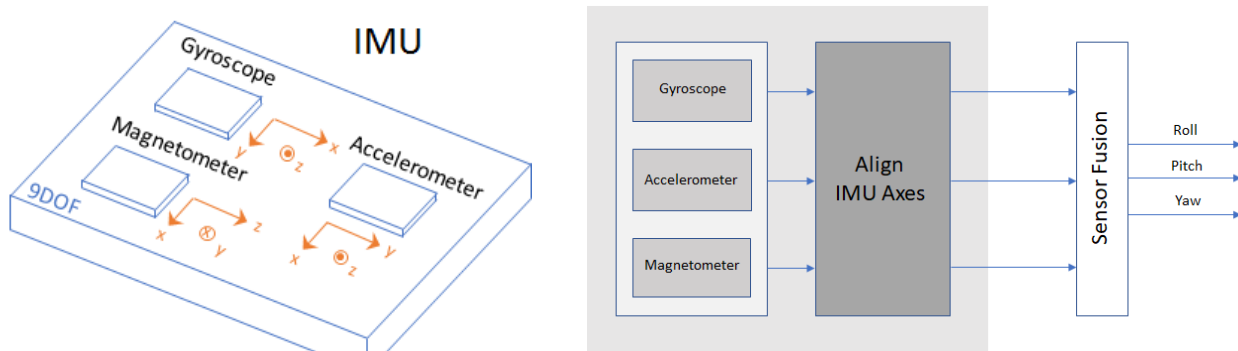 IMU
Gyroscope
y
x
z
Magnetometer
Accelerometer
9DOF
x
z
y
x
y
z
Gyroscope
Accelerometer
Magnetometer
Align
IMU Axes
Sensor Fusion
Roll
Pitch
Yaw